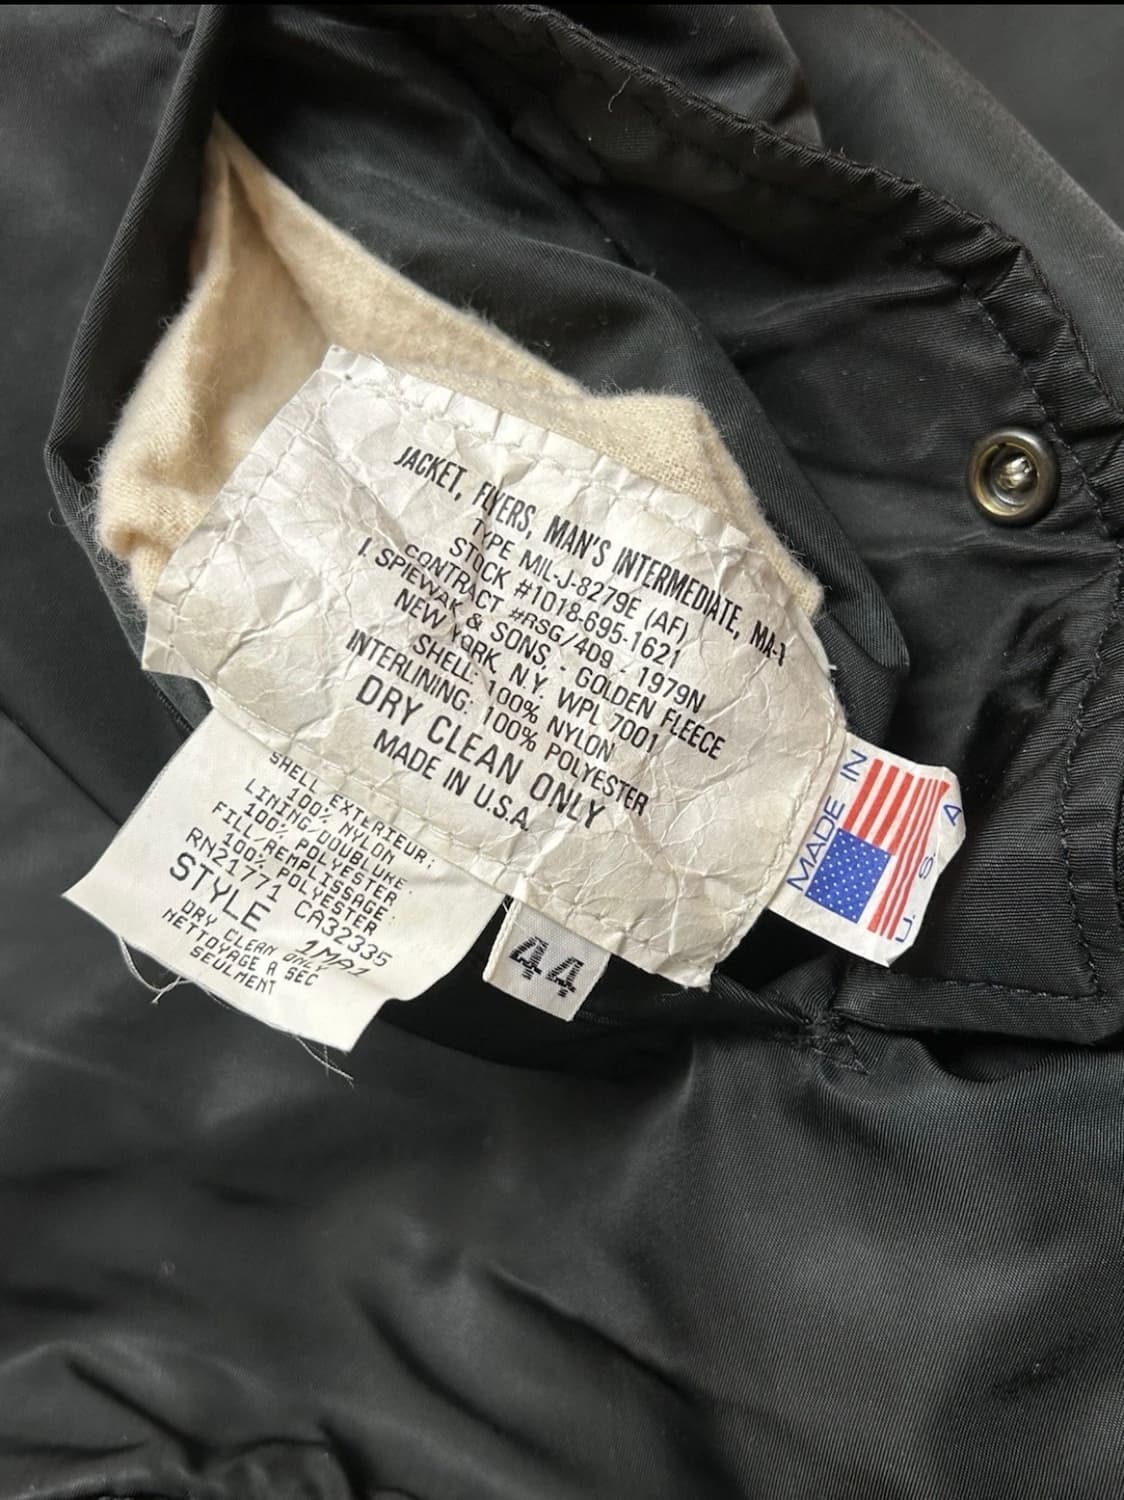 JACKET, FLYERS, MAN'S INTERMEDIATE, MA-1
TYPE MIL-J-8279E (AF)
STOCK #1018-695-1621
CONTRACT #RSG/4D9 - 1979N
I. SPIEWAK & SONS, - GOLDEN FLEECE
NEW YORK, N.Y. WPL 7001
SHELL: 100% NYLON
INTERLINING: 100% POLYESTER
DRY CLEAN ONLY
MADE IN U.S.A.
MADE IN
U. S. A
44
SHELL EXTERIEUR:
100% NYLON
LINING/DOUBLUKE.
100% POLYESTER
FILL/REMPLISSAGE.
100% POLYESTER
RN21771 CA32335
STYLE 1MA1
DRY CLEAN ONLY
NETTOYAGE A SEC
SEULMENT